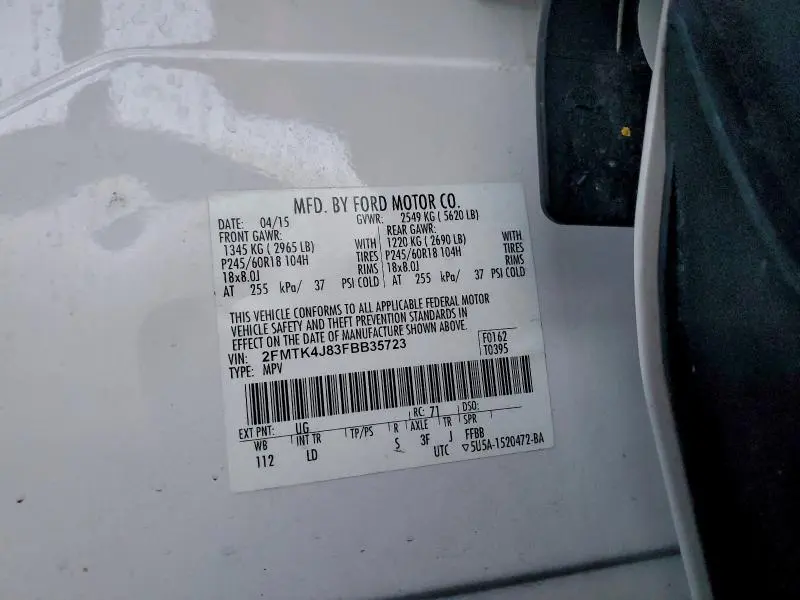 MFD. BY FORD MOTOR CO.
DATE: 04/15 GVWR: 2549 KG ( 5620 LB)
FRONT GAWR: REAR GAWR:
1345 KG ( 2965 LB) WITH 1220 KG ( 2690 LB) WITH
P245/60R18 104H TIRES P245/60R18 104H TIRES
18x8.0J RIMS 18x8.0J RIMS
AT 255 kPa/ 37 PSI COLD AT 255 kPa/ 37 PSI COLD
THIS VEHICLE CONFORMS TO ALL APPLICABLE FEDERAL MOTOR
VEHICLE SAFETY AND THEFT PREVENTION STANDARDS IN
EFFECT ON THE DATE OF MANUFACTURE SHOWN ABOVE.
VIN: 2FMTK4J83FBB35723 F0162
TYPE: MPV T0395
EXT PNT: UG RC: 71 DSO:
WB INT TR TP/PS R AXLE TR SPR
112 LD S 3F J FFBB
UTC ▽5U5A-1520472-BA